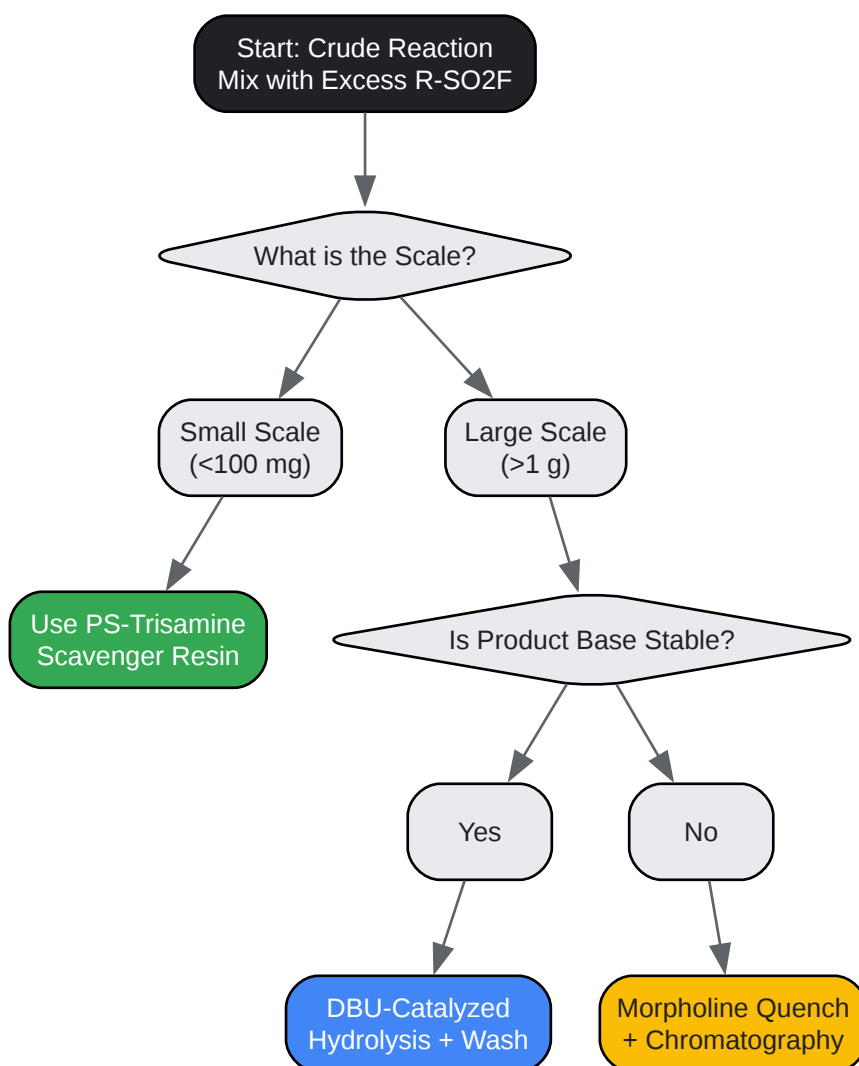 Start: Crude Reaction
Mix with Excess R-SO2F
What is the Scale?
Small Scale
(<100 mg)
Large Scale
(>1 g)
Use PS-Trisamine
Scavenger Resin
Is Product Base Stable?
Yes
No
DBU-Catalyzed
Hydrolysis + Wash
Morpholine Quench
+ Chromatography